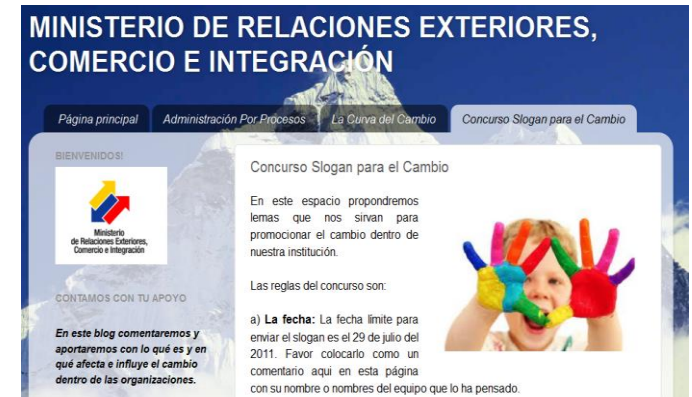 MINISTERIO DE RELACIONES EXTERIORES,
COMERCIO E INTEGRACIÓN
Página principal
Administración Por Procesos
La Curva del Cambio
Concurso Slogan para el Cambio
BIENVENIDOS!
Ministerio
de Relaciones Exteriores,
Comercio e Integración
CONTAMOS CON TU APOYO
En este blog comentaremos y
aportaremos con lo qué es y en
qué afecta e influye el cambio
dentro de las organizaciones.
Concurso Slogan para el Cambio
En este espacio propondremos
lemas que nos sirvan para
promocionar el cambio dentro de
nuestra institución.
Las reglas del concurso son:
a) La fecha: La fecha límite para
enviar el slogan es el 29 de julio del
2011. Favor colocarlo como un
comentario aqui en esta página
con su nombre o nombres del equipo que lo ha pensado.